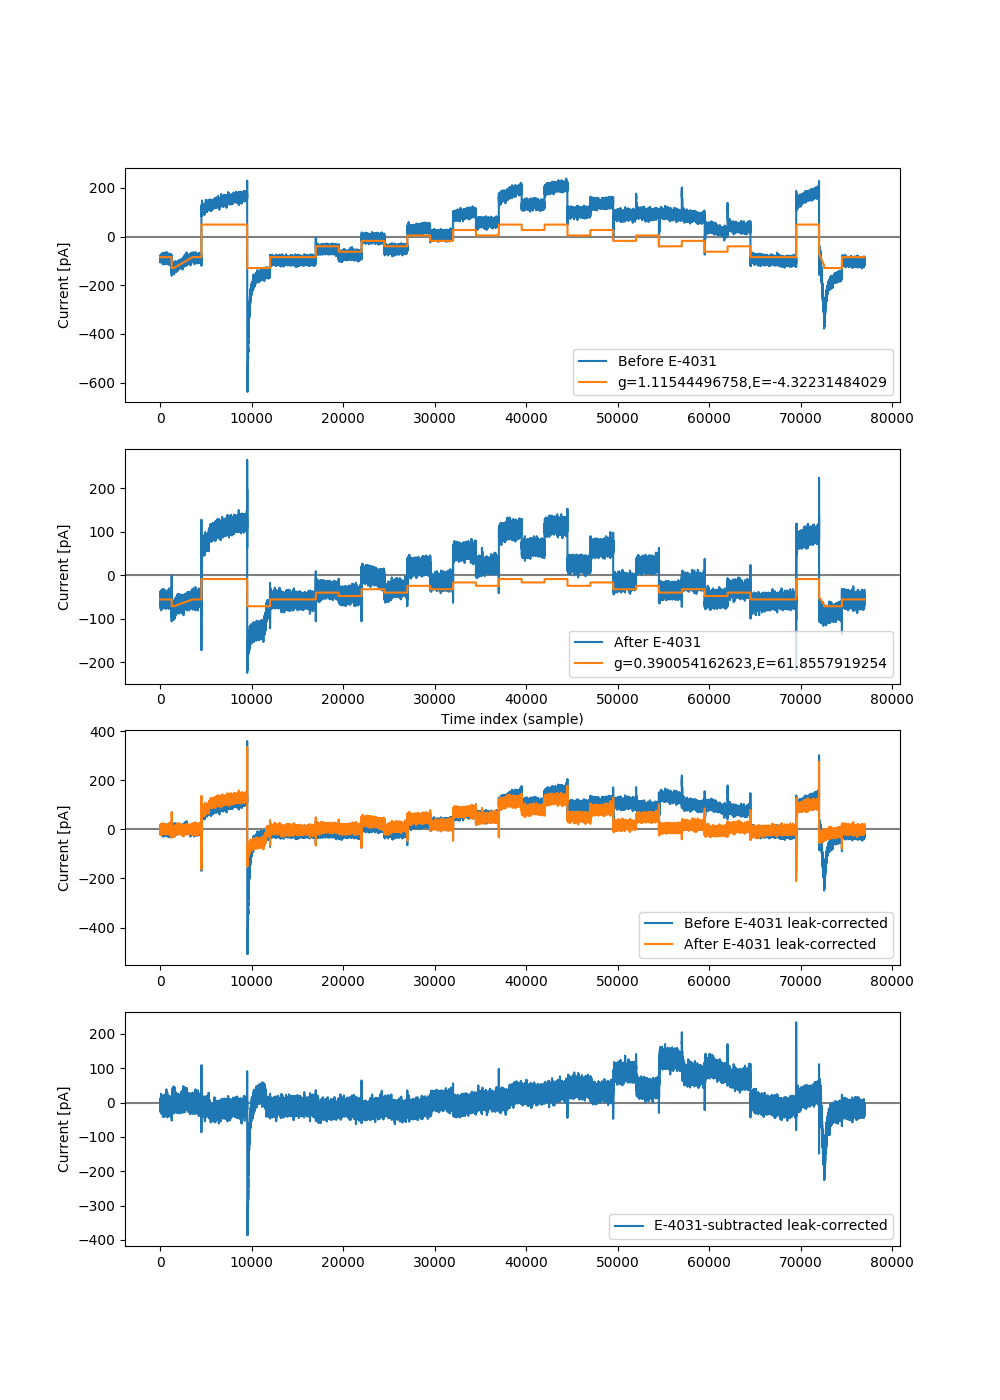 200
0
−200
−400
−600
Current [pA]
Before E-4031
g=1.11544496758,E=-4.32231484029
0 10000 20000 30000 40000 50000 60000 70000 80000
200
100
0
−100
−200
Current [pA]
After E-4031
g=0.390054162623,E=61.8557919254
0 10000 20000 30000 40000 50000 60000 70000 80000
Time index (sample)
400
200
0
−200
−400
Current [pA]
Before E-4031 leak-corrected
After E-4031 leak-corrected
0 10000 20000 30000 40000 50000 60000 70000 80000
200
100
0
−100
−200
−300
−400
Current [pA]
E-4031-subtracted leak-corrected
0 10000 20000 30000 40000 50000 60000 70000 80000